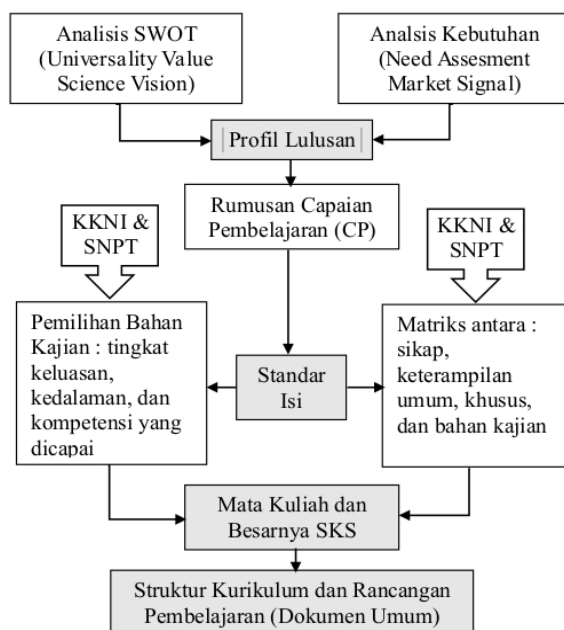 Analisis SWOT
(Universality Value
Science Vision)
Analsis Kebutuhan
(Need Assesment
Market Signal)
Profil Lulusan
Rumusan Capaian
Pembelajaran (CP)
KKNI &
SNPT
KKNI &
SNPT
Pemilihan Bahan
Kajian : tingkat
keluasan,
kedalaman, dan
kompetensi yang
dicapai
Standar
Isi
Matriks antara :
sikap,
keterampilan
umum, khusus,
dan bahan kajian
Mata Kuliah dan
Besarnya SKS
Struktur Kurikulum dan Rancangan
Pembelajaran (Dokumen Umum)